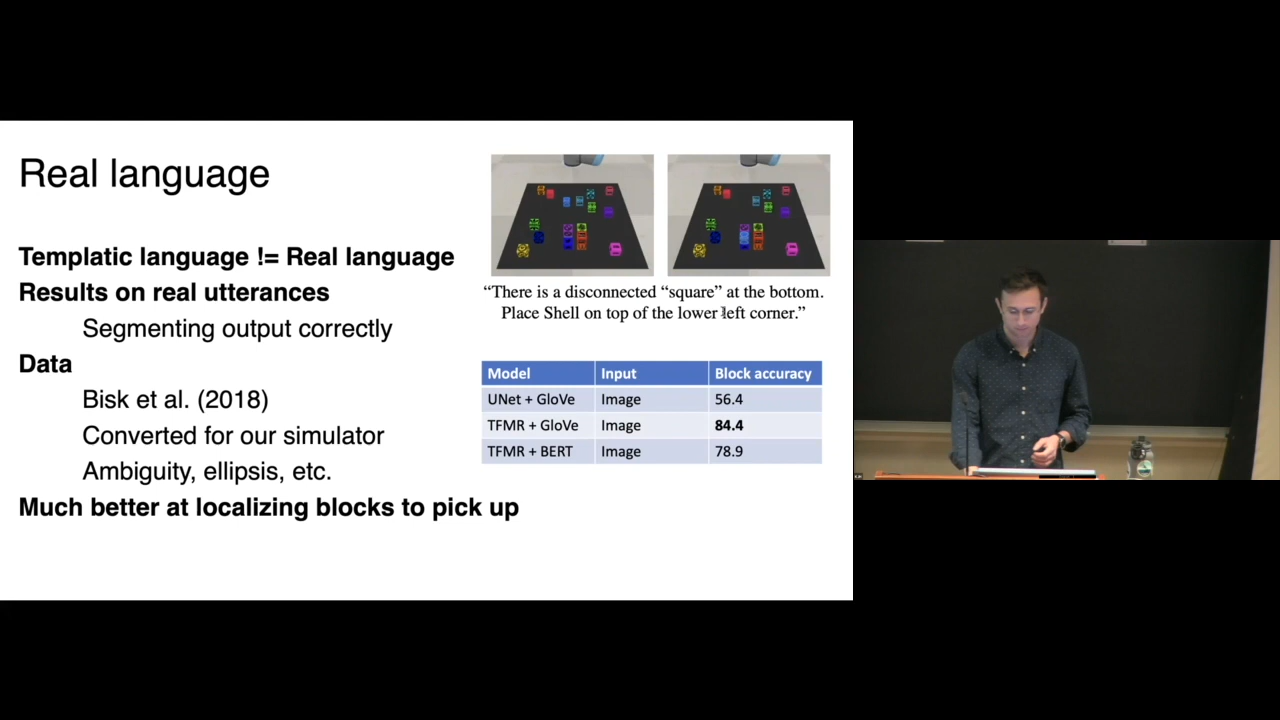 Real language
Templatic language != Real language
Results on real utterances
Segmenting output correctly
Data
Bisk et al. (2018)
Converted for our simulator
Ambiguity, ellipsis, etc.
Much better at localizing blocks to pick up
“There is a disconnected “square” at the bottom.
Place Shell on top of the lower left corner.”
Model Input Block accuracy
UNet + GloVe Image 56.4
TFMR + GloVe Image 84.4
TFMR + BERT Image 78.9